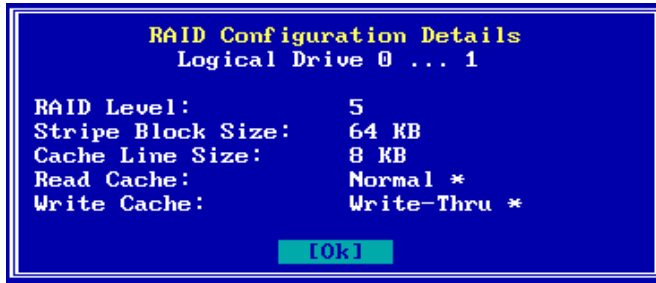 RAID Configuration Details
Logical Drive 0 ... 1
RAID Level: 5
Stripe Block Size: 64 KB
Cache Line Size: 8 KB
Read Cache: Normal *
Write Cache: Write-Thru *
[Ok]